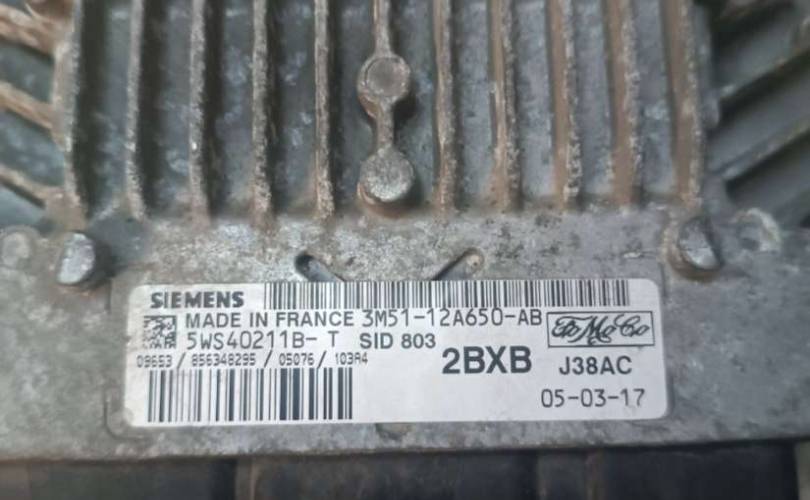 SIEMENS
MADE IN FRANCE 3M51-12A650-AB
FoMoCo
5WS40211B- T SID 803
09653 / 856348295 / 05076 / 103A4
2BXB J38AC
05-03-17